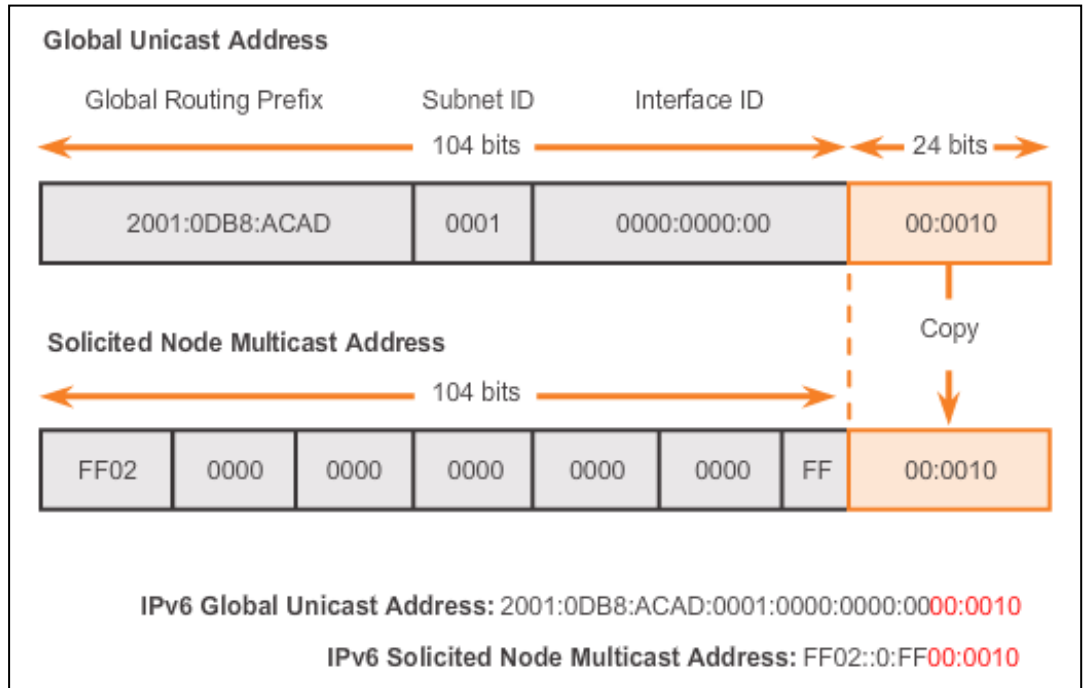 Global Unicast Address
Global Routing Prefix Subnet ID Interface ID
104 bits 24 bits
2001:0DB8:ACAD 0001 0000:0000:00 00:0010
Copy
Solicited Node Multicast Address
104 bits
FF02 0000 0000 0000 0000 0000 FF 00:0010
IPv6 Global Unicast Address: 2001:0DB8:ACAD:0001:0000:0000:0000:0010
IPv6 Solicited Node Multicast Address: FF02::0:FF00:0010